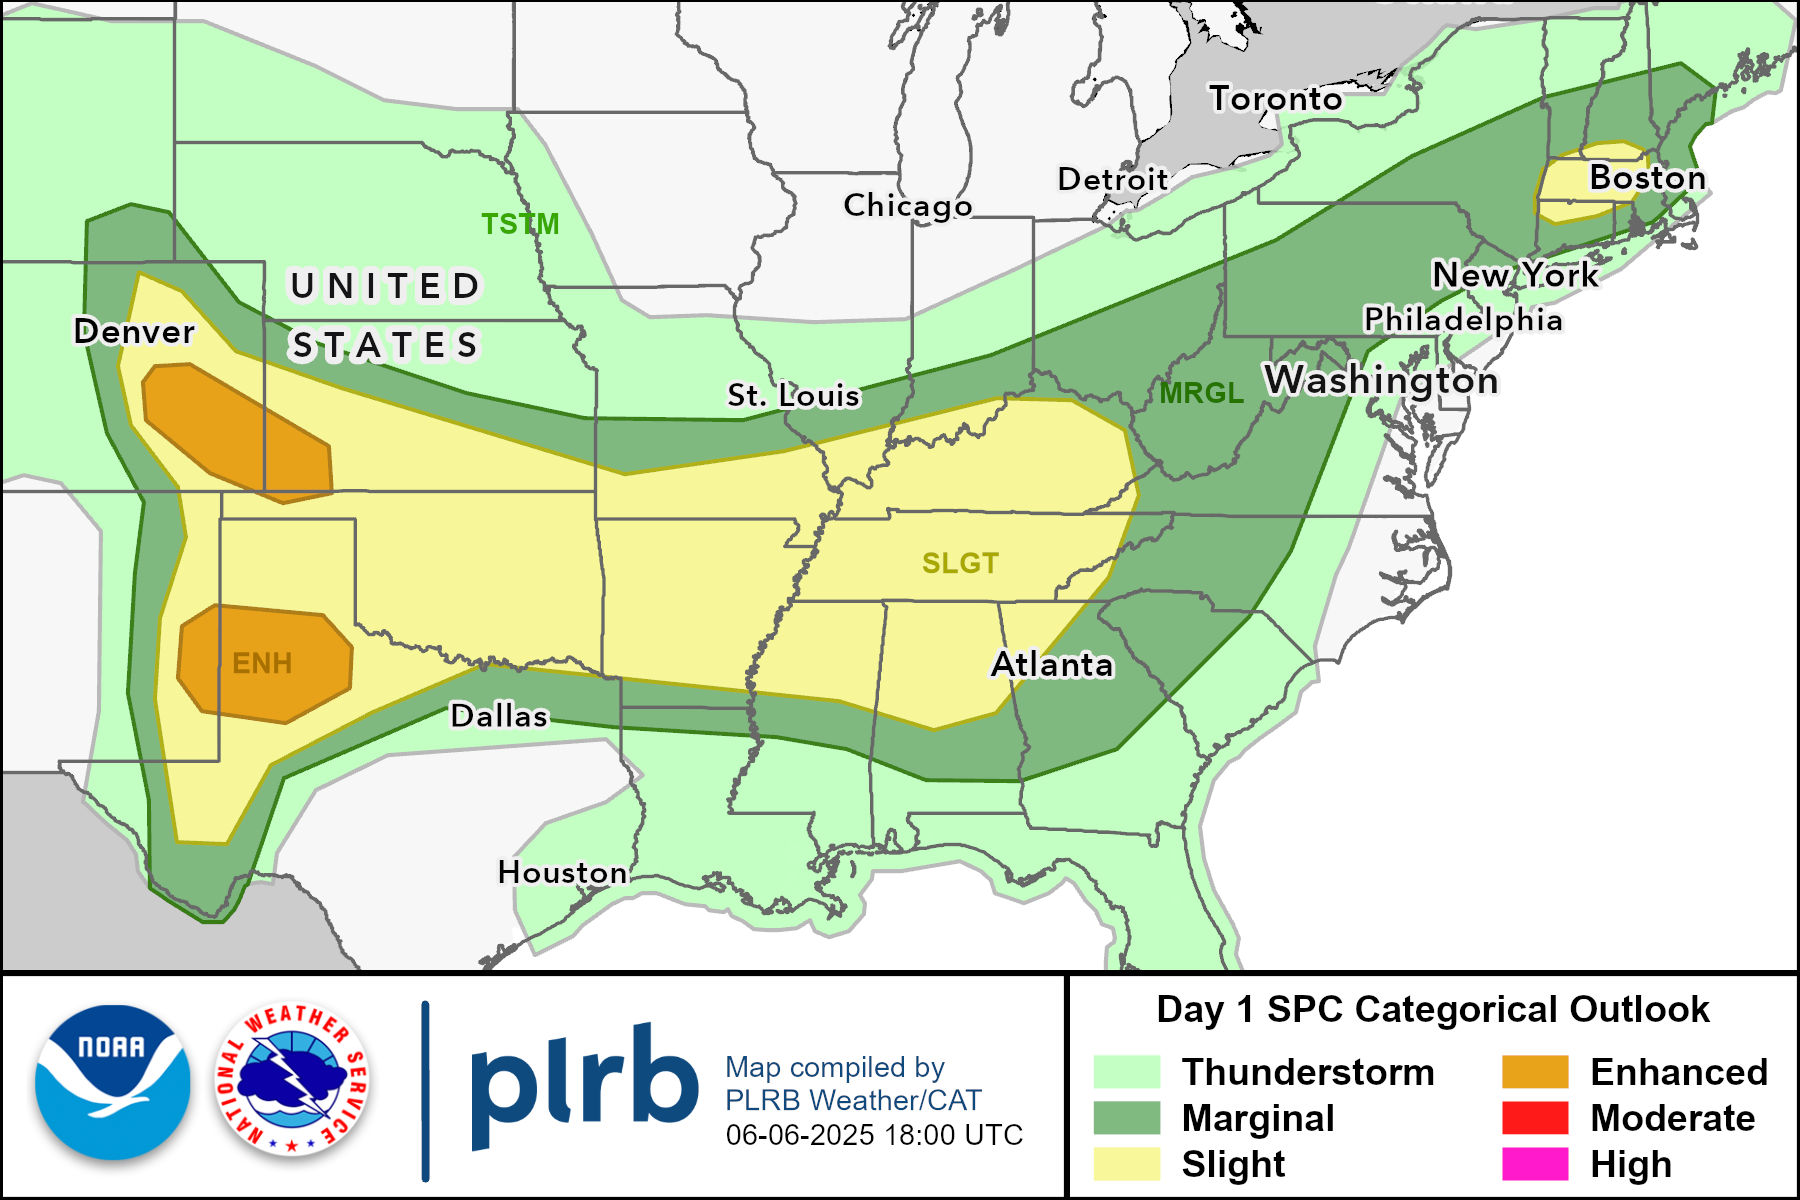 Toronto
Detroit
Chicago
Boston
TSTM
New York
UNITED
STATES
Denver
Philadelphia
Washington
St. Louis
MRGL
SLGT
ENH
Atlanta
Dallas
Houston
NOAA
NATIONAL WEATHER SERVICE
plrb
Map compiled by
PLRB Weather/CAT
06-06-2025 18:00 UTC
Day 1 SPC Categorical Outlook
Thunderstorm
Marginal
Slight
Enhanced
Moderate
High